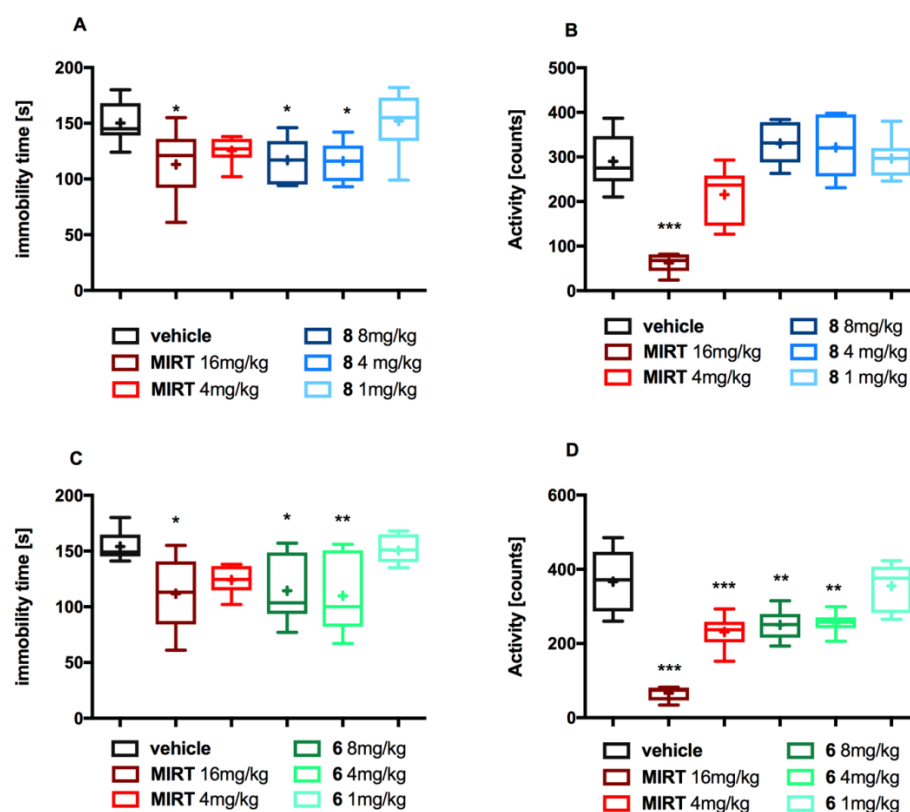 A
immobility time [s]
200
150
100
50
0
*
*
*
vehicle
MIRT 16mg/kg
MIRT 4mg/kg
8 8mg/kg
8 4 mg/kg
8 1mg/kg
B
Activity [counts]
500
400
300
200
100
0
***
vehicle
MIRT 16mg/kg
MIRT 4mg/kg
8 8mg/kg
8 4 mg/kg
8 1 mg/kg
C
immobility time [s]
200
150
100
50
0
*
*
**
vehicle
MIRT 16mg/kg
MIRT 4mg/kg
6 8mg/kg
6 4mg/kg
6 1mg/kg
D
Activity [counts]
600
400
200
0
***
***
**
**
vehicle
MIRT 16mg/kg
MIRT 4mg/kg
6 8mg/kg
6 4mg/kg
6 1mg/kg